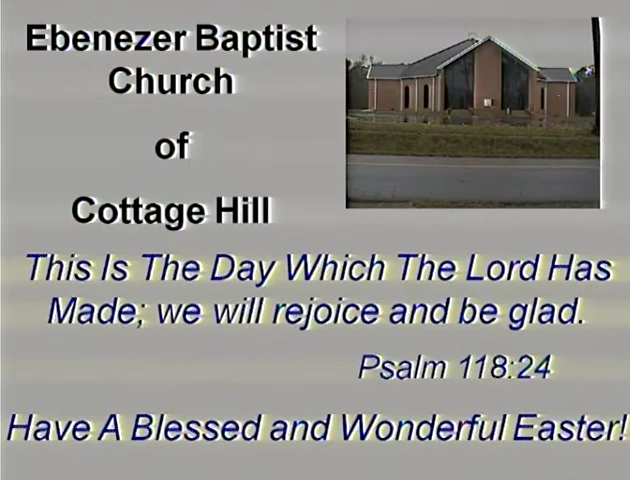 Ebenezer Baptist
Church
of
Cottage Hill
This Is The Day Which The Lord Has
Made; we will rejoice and be glad.
Psalm 118:24
Have A Blessed and Wonderful Easter!